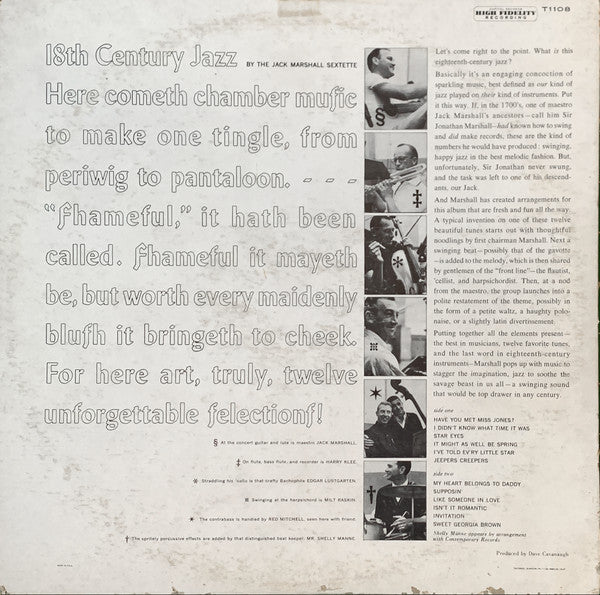 HIGH FIDELITY
RECORDING
T1108
18th Century Jazz BY THE JACK MARSHALL SEXTETTE
Here cometh chamber mufic
to make one tingle, from
periwig to pantaloon. - - -
“fhameful,” it hath been
called. fhameful it mayeth
be, but worth every maidenly
blufh it bringeth to cheek.
For here art, truly, twelve
unforgettable felectionf!
§ At the concert guitar and lute is maestro JACK MARSHALL.
‡ On flute, bass flute, and recorder is HARRY KLEE.
* Straddling his 'cello is that crafty Bachophile EDGAR LUSTGARTEN.
Swinging at the harpsichord is MILT RASKIN.
* The contrabass is handled by RED MITCHELL, seen here with friend.
† The spritely percussive effects are added by that distinguished beat keeper, MR. SHELLY MANNE.
§
‡
*
*
†
Let's come right to the point. What is this
eighteenth-century jazz?
Basically it's an engaging concoction of
sparkling music, best defined as our kind of
jazz played on their kind of instruments. Put
it this way. If, in the 1700's, one of maestro
Jack Marshall's ancestors—call him Sir
Jonathan Marshall—had known how to swing
and did make records, these are the kind of
numbers he would have produced: swinging,
happy jazz in the best melodic fashion. But,
unfortunately, Sir Jonathan never swung,
and the task was left to one of his descend-
ants, our Jack.
And Marshall has created arrangements for
this album that are fresh and fun all the way.
A typical invention on one of these twelve
beautiful tunes starts out with thoughtful
noodlings by first chairman Marshall. Next a
swinging beat—possibly that of the gavotte
—is added to the melody, which is then shared
by gentlemen of the “front line”—the flautist,
'cellist, and harpsichordist. Then, at a nod
from the maestro, the group launches into a
polite restatement of the theme, possibly in
the form of a petite waltz, a haughty polo-
naise, or a slightly latin divertissement.
Putting together all the elements present—
the best in musicians, twelve favorite tunes,
and the last word in eighteenth-century
instruments—Marshall pops up with music to
stagger the imagination, jazz to soothe the
savage beast in us all—a swinging sound
that would be top drawer in any century.
side one
HAVE YOU MET MISS JONES?
I DIDN'T KNOW WHAT TIME IT WAS
STAR EYES
IT MIGHT AS WELL BE SPRING
I'VE TOLD EV'RY LITTLE STAR
JEEPERS CREEPERS
side two
MY HEART BELONGS TO DADDY
SUPPOSIN'
LIKE SOMEONE IN LOVE
ISN'T IT ROMANTIC
INVITATION
SWEET GEORGIA BROWN
Shelly Manne appears by arrangement
with Contemporary Records
Produced by Dave Cavanaugh